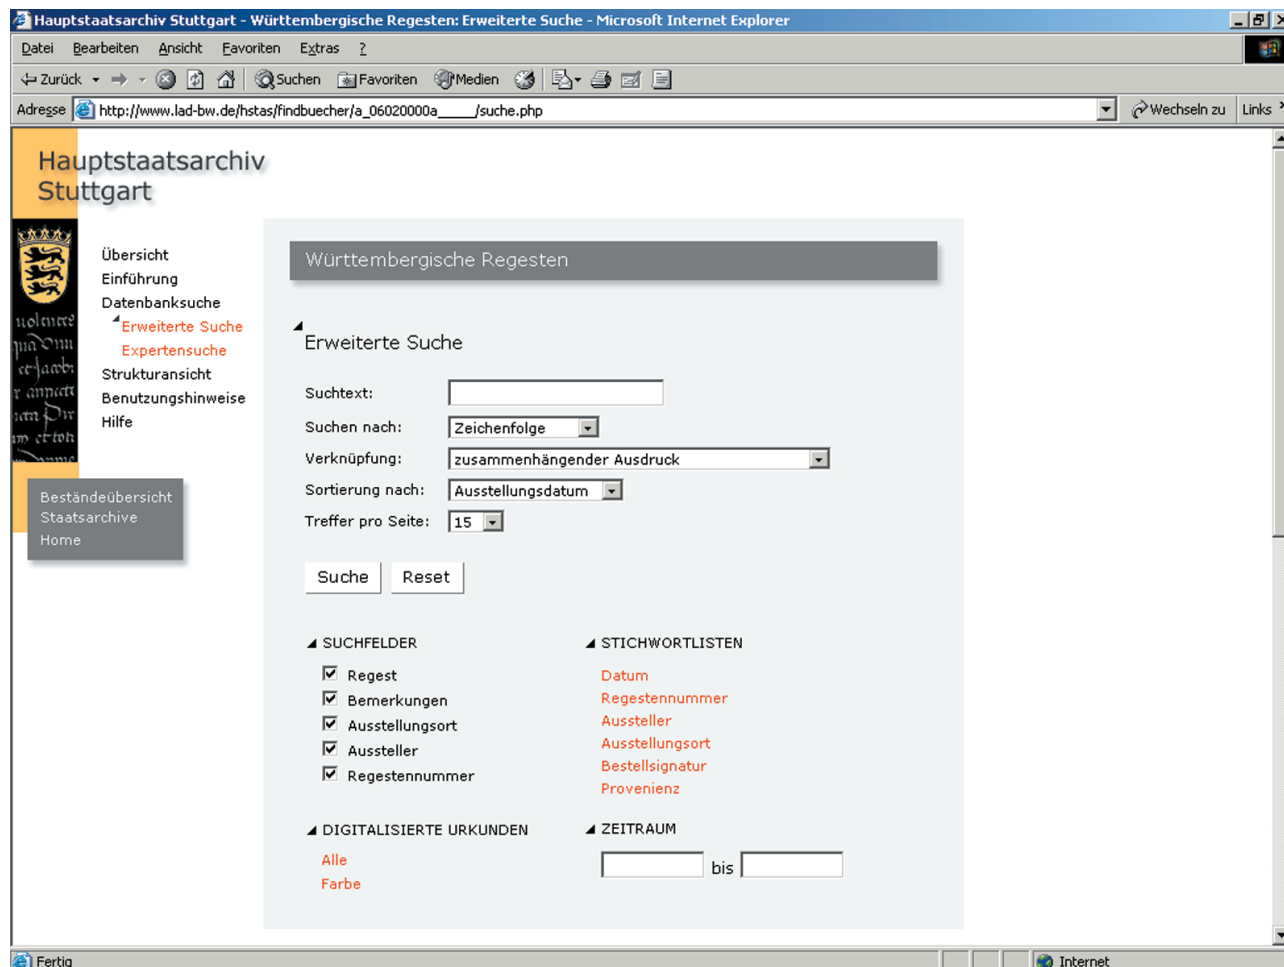 Hauptstaatsarchiv Stuttgart - Württembergische Regesten: Erweiterte Suche - Microsoft Internet Explorer
Datei Bearbeiten Ansicht Favoriten Extras ?
Zurück Suchen Favoriten Medien
Adresse http://www.lad-bw.de/hstas/findbuecher/a_06020000a_____/suche.php Wechseln zu Links
Hauptstaatsarchiv
Stuttgart
Übersicht
Einführung
Datenbanksuche
Erweiterte Suche
Expertensuche
Strukturansicht
Benutzungshinweise
Hilfe
Beständeübersicht
Staatsarchive
Home
Württembergische Regesten
Erweiterte Suche
Suchtext:
Suchen nach: Zeichenfolge
Verknüpfung: zusammenhängender Ausdruck
Sortierung nach: Ausstellungsdatum
Treffer pro Seite: 15
Suche Reset
SUCHFELDER
Regest
Bemerkungen
Ausstellungsort
Aussteller
Regestennummer
STICHWORTLISTEN
Datum
Regestennummer
Aussteller
Ausstellungsort
Bestellsignatur
Provenienz
DIGITALISIERTE URKUNDEN
Alle
Farbe
ZEITRAUM
bis
Fertig Internet